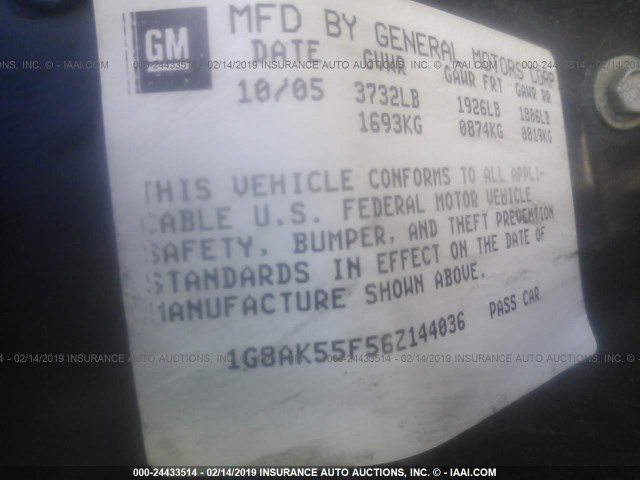 GM
MFD BY GENERAL MOTORS CORP
DATE GVWR GAWR FRT GAWR RR
10/05 3732LB 1926LB 1806LB
1693KG 0874KG 0819KG
THIS VEHICLE CONFORMS TO ALL APPLI-
CABLE U.S. FEDERAL MOTOR VEHICLE
SAFETY, BUMPER, AND THEFT PREVENTION
STANDARDS IN EFFECT ON THE DATE OF
MANUFACTURE SHOWN ABOVE.
1G8AK55F56Z144036 PASS CAR
000-24433514 - 02/14/2019 INSURANCE AUTO AUCTIONS, INC. - © IAAI.COM